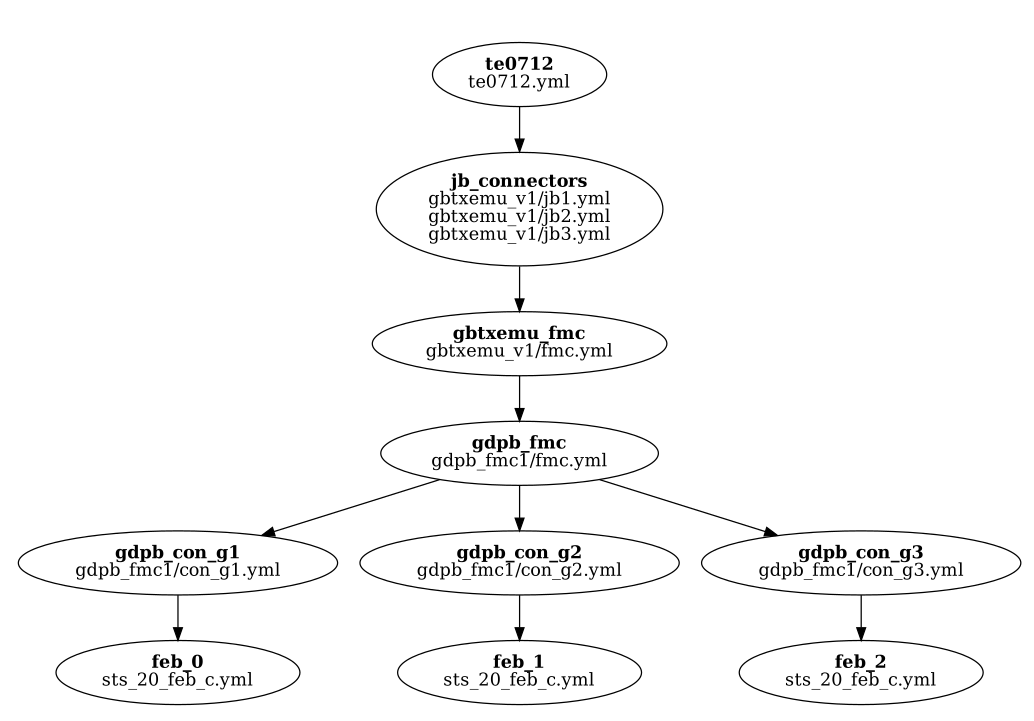 te0712
te0712.yml
jb_connectors
gbtxemu_v1/jb1.yml
gbtxemu_v1/jb2.yml
gbtxemu_v1/jb3.yml
gbtxemu_fmc
gbtxemu_v1/fmc.yml
gdpb_fmc
gdpb_fmc1/fmc.yml
gdpb_con_g1
gdpb_fmc1/con_g1.yml
gdpb_con_g2
gdpb_fmc1/con_g2.yml
gdpb_con_g3
gdpb_fmc1/con_g3.yml
feb_0
sts_20_feb_c.yml
feb_1
sts_20_feb_c.yml
feb_2
sts_20_feb_c.yml